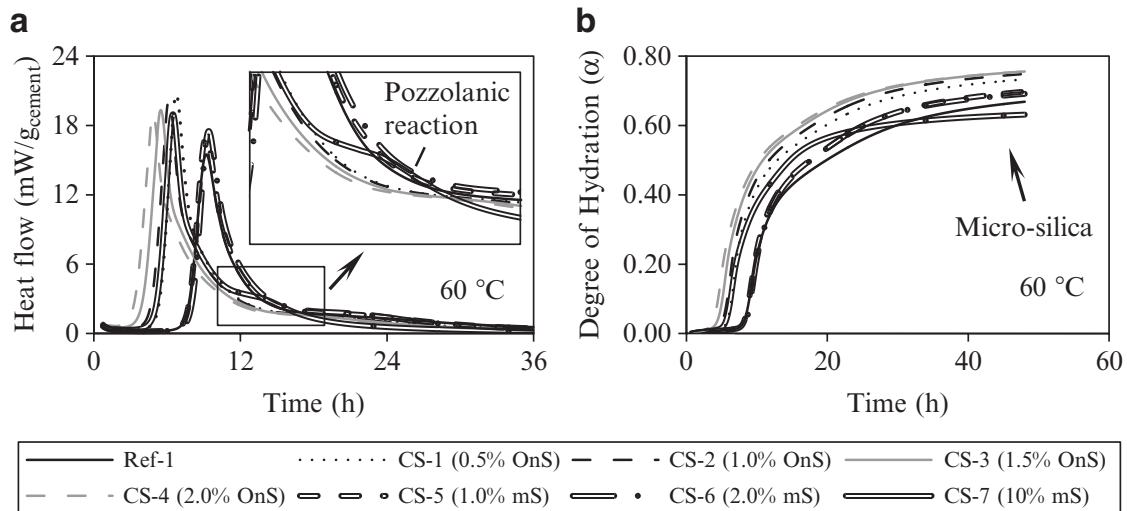 a
b
24
18
12
6
0
0
12
24
36
Heat flow (mW/g_cement)
Time (h)
Pozzolanic
reaction
60 °C
0.80
0.60
0.40
0.20
0.00
0
20
40
60
Degree of Hydration (α)
Time (h)
Micro-silica
60 °C
Ref-1 CS-1 (0.5% OnS) CS-2 (1.0% OnS) CS-3 (1.5% OnS)
CS-4 (2.0% OnS) CS-5 (1.0% mS) CS-6 (2.0% mS) CS-7 (10% mS)